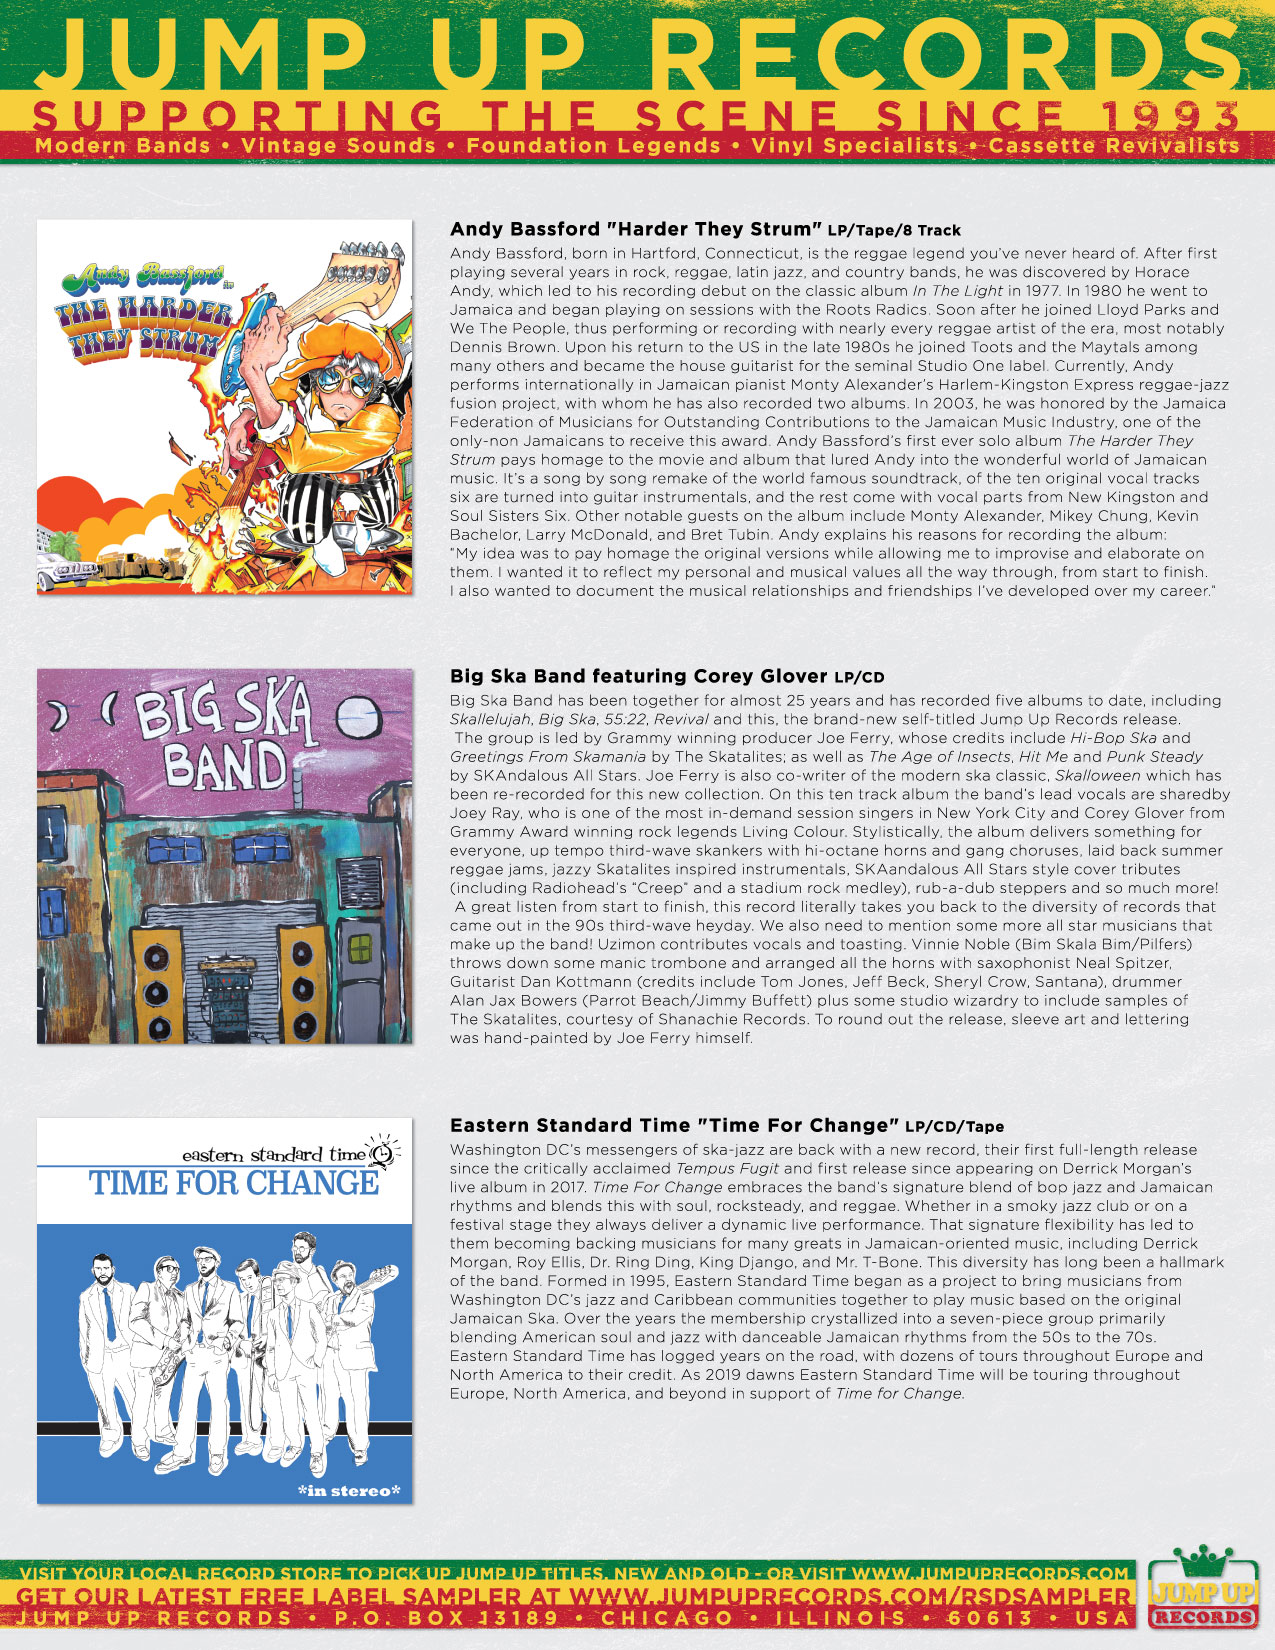 JUMP UP RECORDS
SUPPORTING THE SCENE SINCE 1993
Modern Bands • Vintage Sounds • Foundation Legends • Vinyl Specialists • Cassette Revivalists
Andy Bassford in
THE HARDER
THEY STRUM
Andy Bassford "Harder They Strum" LP/Tape/8 Track
Andy Bassford, born in Hartford, Connecticut, is the reggae legend you've never heard of. After first
playing several years in rock, reggae, latin jazz, and country bands, he was discovered by Horace
Andy, which led to his recording debut on the classic album In The Light in 1977. In 1980 he went to
Jamaica and began playing on sessions with the Roots Radics. Soon after he joined Lloyd Parks and
We The People, thus performing or recording with nearly every reggae artist of the era, most notably
Dennis Brown. Upon his return to the US in the late 1980s he joined Toots and the Maytals among
many others and became the house guitarist for the seminal Studio One label. Currently, Andy
performs internationally in Jamaican pianist Monty Alexander's Harlem-Kingston Express reggae-jazz
fusion project, with whom he has also recorded two albums. In 2003, he was honored by the Jamaica
Federation of Musicians for Outstanding Contributions to the Jamaican Music Industry, one of the
only-non Jamaicans to receive this award. Andy Bassford's first ever solo album The Harder They
Strum pays homage to the movie and album that lured Andy into the wonderful world of Jamaican
music. It's a song by song remake of the world famous soundtrack, of the ten original vocal tracks
six are turned into guitar instrumentals, and the rest come with vocal parts from New Kingston and
Soul Sisters Six. Other notable guests on the album include Monty Alexander, Mikey Chung, Kevin
Bachelor, Larry McDonald, and Bret Tubin. Andy explains his reasons for recording the album:
"My idea was to pay homage the original versions while allowing me to improvise and elaborate on
them. I wanted it to reflect my personal and musical values all the way through, from start to finish.
I also wanted to document the musical relationships and friendships I've developed over my career."
BIG SKA
BAND
Big Ska Band featuring Corey Glover LP/CD
Big Ska Band has been together for almost 25 years and has recorded five albums to date, including
Skallelujah, Big Ska, 55:22, Revival and this, the brand-new self-titled Jump Up Records release.
The group is led by Grammy winning producer Joe Ferry, whose credits include Hi-Bop Ska and
Greetings From Skamania by The Skatalites; as well as The Age of Insects, Hit Me and Punk Steady
by SKAndalous All Stars. Joe Ferry is also co-writer of the modern ska classic, Skalloween which has
been re-recorded for this new collection. On this ten track album the band's lead vocals are sharedby
Joey Ray, who is one of the most in-demand session singers in New York City and Corey Glover from
Grammy Award winning rock legends Living Colour. Stylistically, the album delivers something for
everyone, up tempo third-wave skankers with hi-octane horns and gang choruses, laid back summer
reggae jams, jazzy Skatalites inspired instrumentals, SKAandalous All Stars style cover tributes
(including Radiohead's "Creep" and a stadium rock medley), rub-a-dub steppers and so much more!
A great listen from start to finish, this record literally takes you back to the diversity of records that
came out in the 90s third-wave heyday. We also need to mention some more all star musicians that
make up the band! Uzimon contributes vocals and toasting. Vinnie Noble (Bim Skala Bim/Pilfers)
throws down some manic trombone and arranged all the horns with saxophonist Neal Spitzer,
Guitarist Dan Kottmann (credits include Tom Jones, Jeff Beck, Sheryl Crow, Santana), drummer
Alan Jax Bowers (Parrot Beach/Jimmy Buffett) plus some studio wizardry to include samples of
The Skatalites, courtesy of Shanachie Records. To round out the release, sleeve art and lettering
was hand-painted by Joe Ferry himself.
eastern standard time
TIME FOR CHANGE
*in stereo*
Eastern Standard Time "Time For Change" LP/CD/Tape
Washington DC's messengers of ska-jazz are back with a new record, their first full-length release
since the critically acclaimed Tempus Fugit and first release since appearing on Derrick Morgan's
live album in 2017. Time For Change embraces the band's signature blend of bop jazz and Jamaican
rhythms and blends this with soul, rocksteady, and reggae. Whether in a smoky jazz club or on a
festival stage they always deliver a dynamic live performance. That signature flexibility has led to
them becoming backing musicians for many greats in Jamaican-oriented music, including Derrick
Morgan, Roy Ellis, Dr. Ring Ding, King Django, and Mr. T-Bone. This diversity has long been a hallmark
of the band. Formed in 1995, Eastern Standard Time began as a project to bring musicians from
Washington DC's jazz and Caribbean communities together to play music based on the original
Jamaican Ska. Over the years the membership crystallized into a seven-piece group primarily
blending American soul and jazz with danceable Jamaican rhythms from the 50s to the 70s.
Eastern Standard Time has logged years on the road, with dozens of tours throughout Europe and
North America to their credit. As 2019 dawns Eastern Standard Time will be touring throughout
Europe, North America, and beyond in support of Time for Change.
VISIT YOUR LOCAL RECORD STORE TO PICK UP JUMP UP TITLES, NEW AND OLD - OR VISIT WWW.JUMPUPRECORDS.COM
GET OUR LATEST FREE LABEL SAMPLER AT WWW.JUMPUPRECORDS.COM/RSDSAMPLER
JUMP UP RECORDS • P.O. BOX 13189 • CHICAGO • ILLINOIS • 60613 • USA
JUMP UP
RECORDS